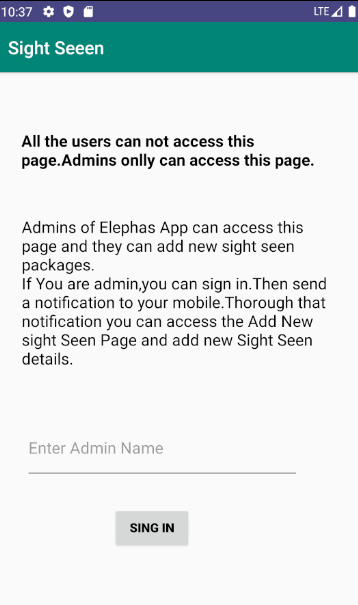 10:37 LTE
Sight Seeen
All the users can not access this
page.Admins onlly can access this page.
Admins of Elephas App can access this
page and they can add new sight seen
packages.
If You are admin,you can sign in.Then send
a notification to your mobile.Thorough that
notification you can access the Add New
sight Seen Page and add new Sight Seen
details.
Enter Admin Name
SING IN